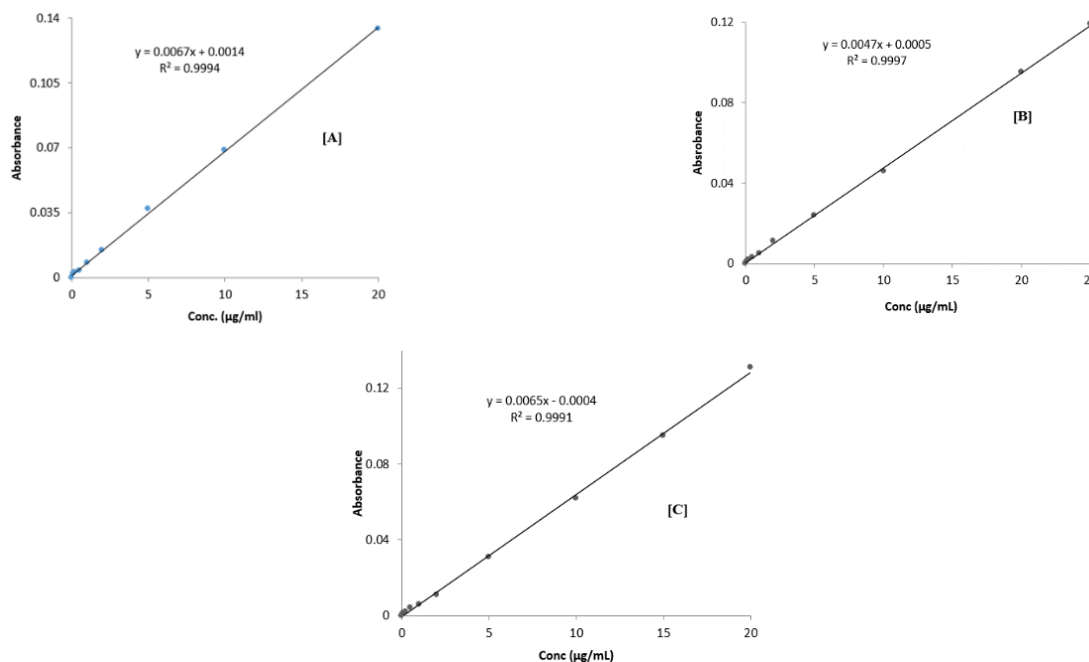 0.14
y = 0.0067x + 0.0014
R² = 0.9994
0.105
[A]
0.07
Absorbance
0.035
0
0 5 10 15 20
Conc. (µg/ml)
0.12
y = 0.0047x + 0.0005
R² = 0.9997
[B]
0.08
Absrobance
0.04
0
0 5 10 15 20 25
Conc (µg/mL)
0.12
y = 0.0065x - 0.0004
R² = 0.9991
0.08
Absorbance
[C]
0.04
0
0 5 10 15 20
Conc (µg/mL)